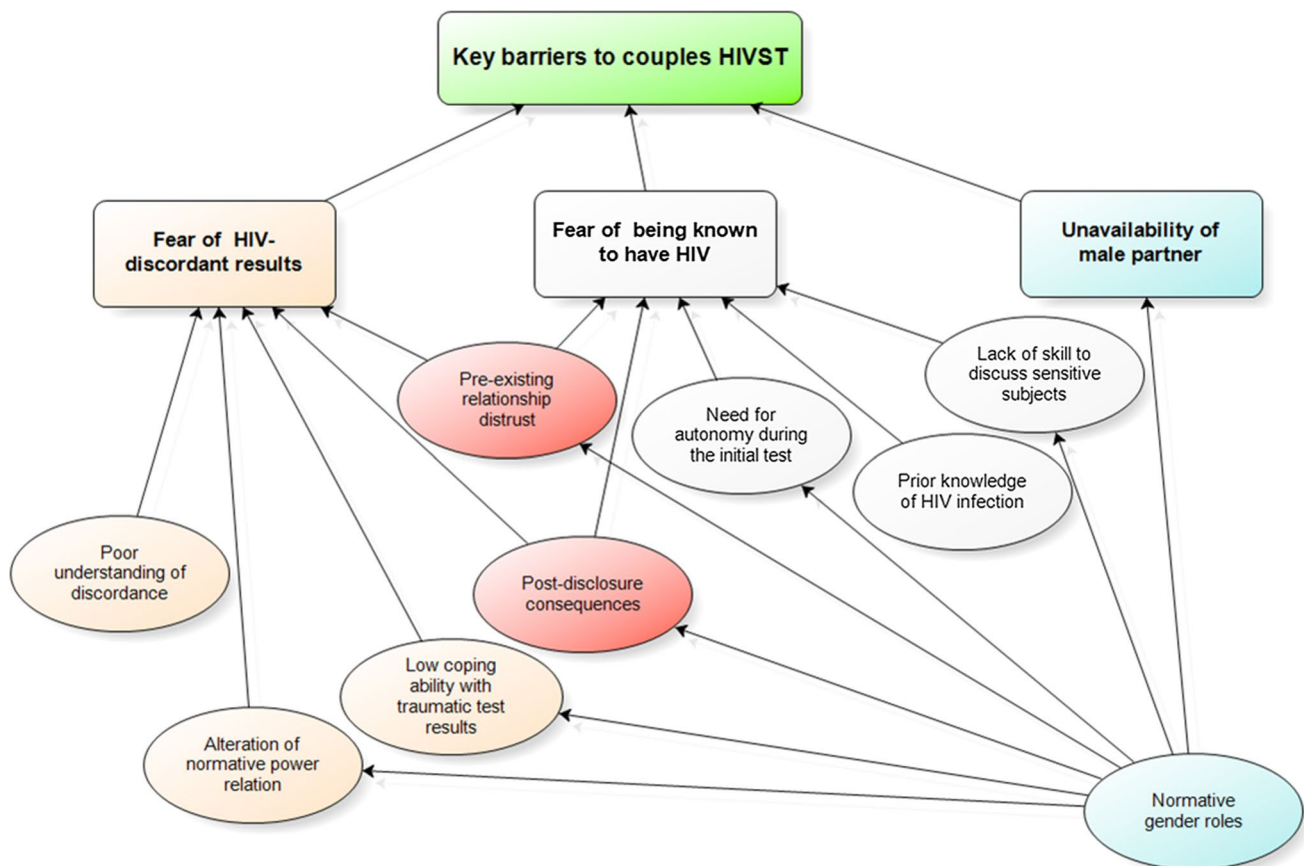 Key barriers to couples HIVST
Fear of HIV-
discordant results
Fear of being known
to have HIV
Unavailability of
male partner
Pre-existing
relationship
distrust
Need for
autonomy during
the initial test
Lack of skill to
discuss sensitive
subjects
Prior knowledge
of HIV infection
Poor
understanding of
discordance
Post-disclosure
consequences
Low coping
ability with
traumatic test
results
Alteration of
normative power
relation
Normative
gender roles